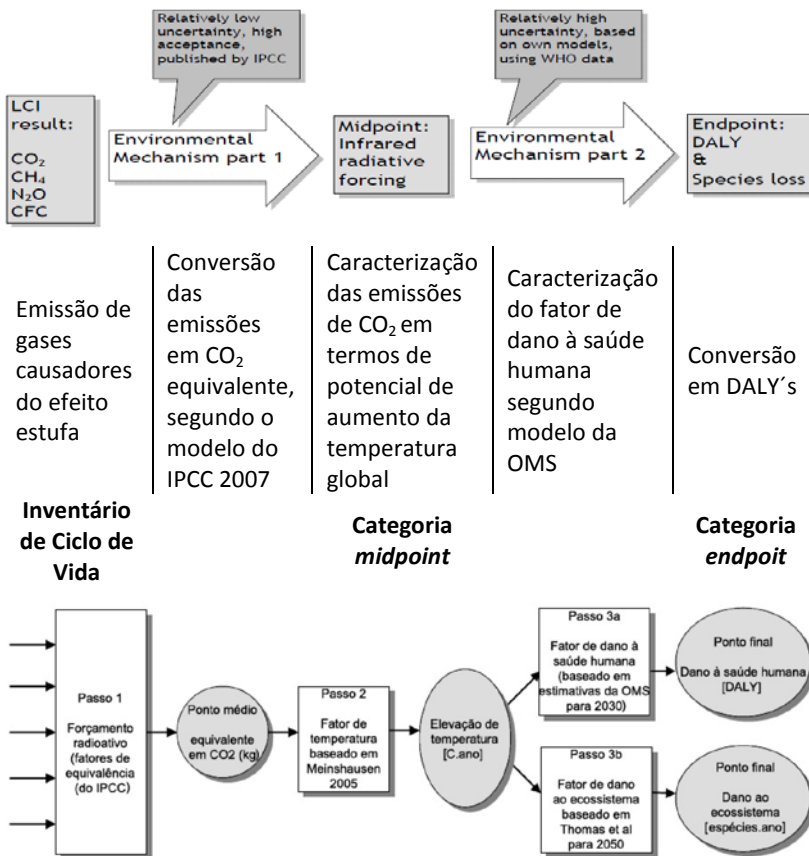 Relatively low
uncertainty, high
acceptance,
published by IPCC
Relatively high
uncertainty, based
on own models,
using WHO data
LCI
result:
CO₂
CH₄
N₂O
CFC
Environmental
Mechanism part 1
Midpoint:
Infrared
radiative
forcing
Environmental
Mechanism part 2
Endpoint:
DALY
&
Species loss
Emissão de
gases
causadores
do efeito
estufa
Conversão
das
emissões
em CO₂
equivalente,
segundo o
modelo do
IPCC 2007
Caracterização
das emissões
de CO₂ em
termos de
potencial de
aumento da
temperatura
global
Caracterização
do fator de
dano à saúde
humana
segundo
modelo da
OMS
Conversão
em DALY´s
Inventário
de Ciclo de
Vida
Categoria
midpoint
Categoria
endpoit
Passo 1
Forçamento
radioativo
(fatores de
equivalência
(do IPCC)
Ponto médio
equivalente
em CO2 (kg)
Passo 2
Fator de
temperatura
baseado em
Meinshausen
2005
Elevação de
temperatura
[C.ano]
Passo 3a
Fator de dano à
saúde humana
(baseado em
estimativas da OMS
para 2030)
Ponto final
Dano à saúde humana
[DALY]
Passo 3b
Fator de dano
ao ecossistema
baseado em
Thomas et al
para 2050
Ponto final
Dano ao
ecossistema
[espécies.ano]